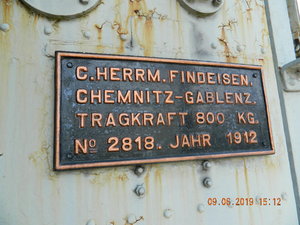 C. HERRM. FINDEISEN.
CHEMNITZ-GABLENZ.
TRAGKRAFT 800 KG.
No 2818. JAHR 1912
09.06.2019 15:12